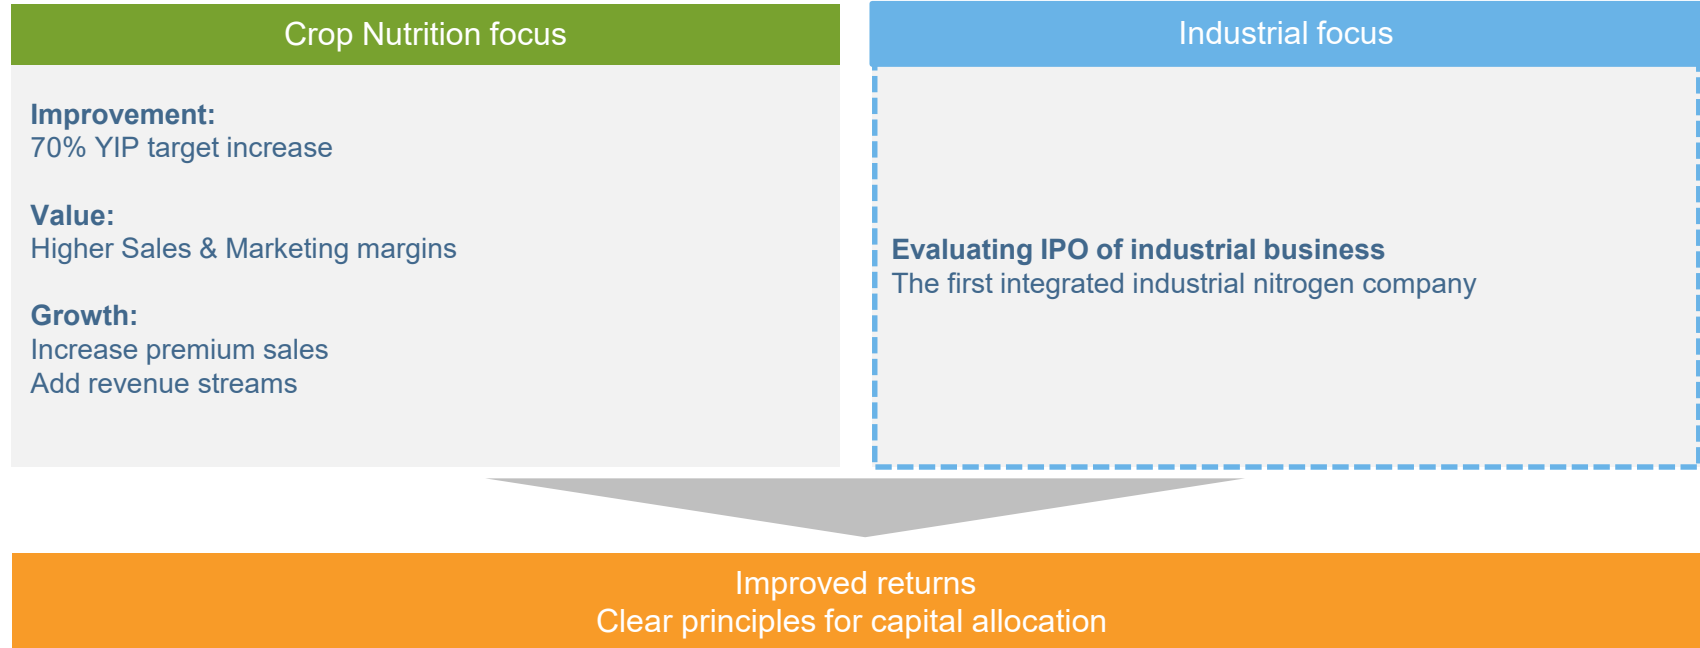 Crop Nutrition focus
Improvement:
70% YIP target increase
Value:
Higher Sales & Marketing margins
Growth:
Increase premium sales
Add revenue streams
Industrial focus
Evaluating IPO of industrial business
The first integrated industrial nitrogen company
Improved returns
Clear principles for capital allocation